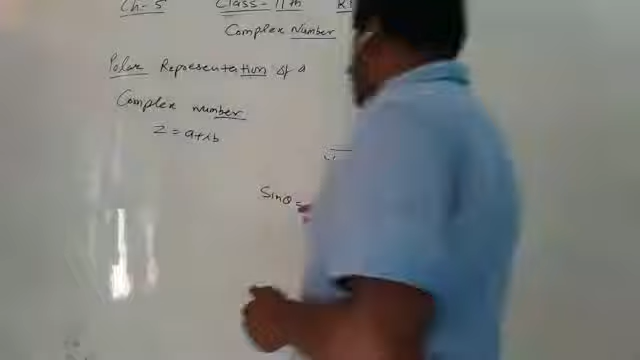 Ch-5 Class-11th
Complex Number
Polar Representation of a
Complex number
z = a+ib
Sinθ =